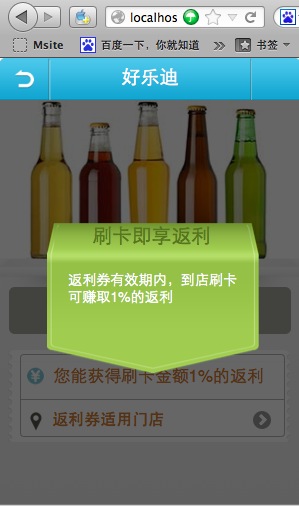 localhos
Msite
百度一下，你就知道
书签
好乐迪
刷卡即享返利
返利券有效期内，到店刷卡
可赚取1%的返利
¥ 您能获得刷卡金额1%的返利
返利券适用门店